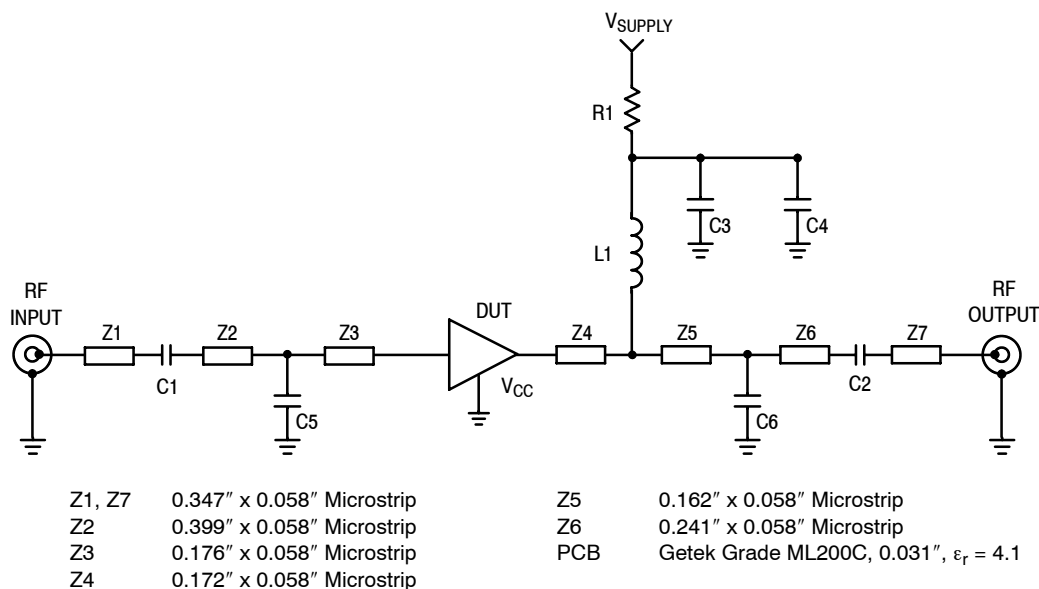 V_SUPPLY
R1
C3
C4
L1
RF
INPUT
RF
OUTPUT
DUT
Z1
Z2
Z3
Z4
Z5
Z6
Z7
C1
C5
V_CC
C6
C2
Z1, Z7 0.347″ x 0.058″ Microstrip
Z2 0.399″ x 0.058″ Microstrip
Z3 0.176″ x 0.058″ Microstrip
Z4 0.172″ x 0.058″ Microstrip
Z5 0.162″ x 0.058″ Microstrip
Z6 0.241″ x 0.058″ Microstrip
PCB Getek Grade ML200C, 0.031″, ε_r = 4.1